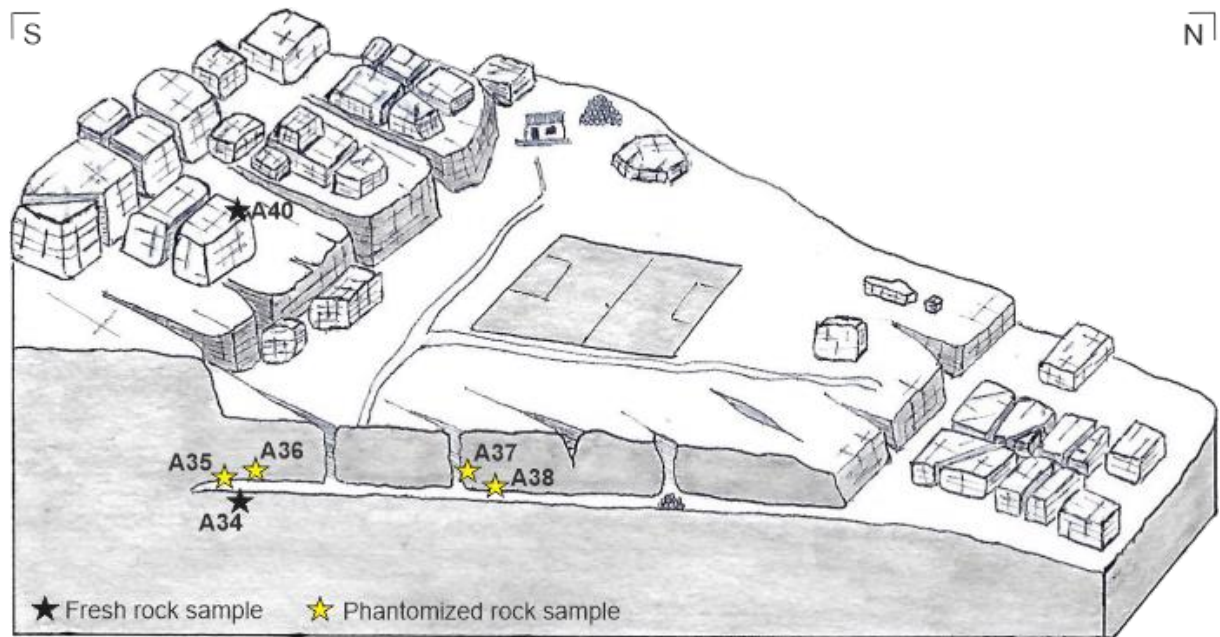 S N
A40
A36
A35
A37
A38
A34
Fresh rock sample Phantomized rock sample